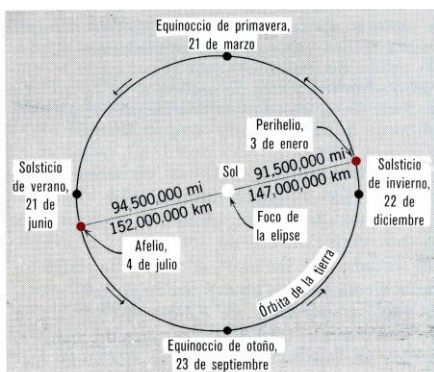 Equinoccio de primavera,
21 de marzo
Perihelio,
3 de enero
Solsticio
de verano,
21 de
junio
Sol
94,500,000 mi
152,000,000 km
91,500,000 mi
147,000,000 km
Solsticio
de invierno,
22 de
diciembre
Foco de
la elipse
Afelio,
4 de julio
Órbita de la tierra
Equinoccio de otoño,
23 de septiembre